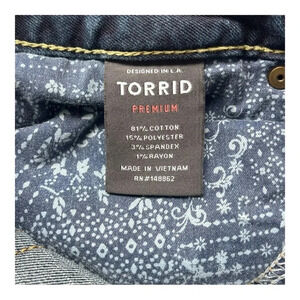 DESIGNED IN L.A.
TORRID
PREMIUM
81% COTTON
15% POLYESTER
3% SPANDEX
1% RAYON
MADE IN VIETNAM
RN#148862